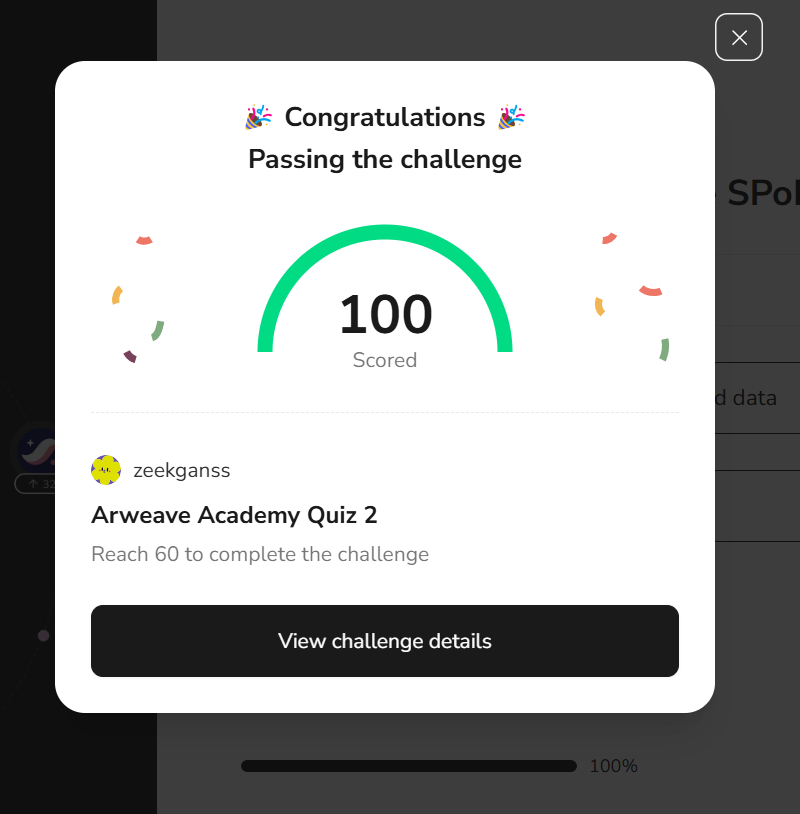 🎉 Congratulations 🎉
Passing the challenge
SPol
100
Scored
d data
zeekganss
Arweave Academy Quiz 2
32
Reach 60 to complete the challenge
View challenge details
100%